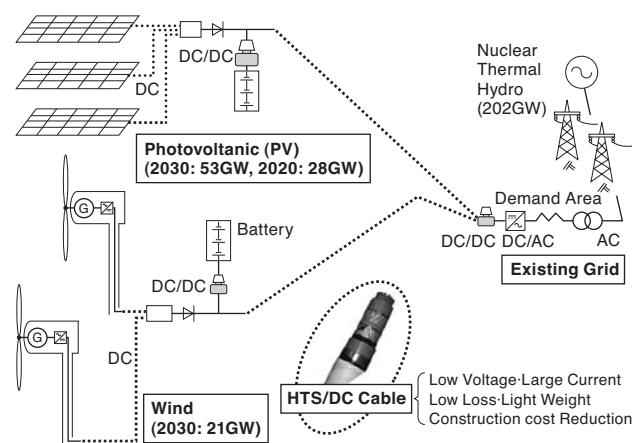 DC/DC
DC
Photovoltanic (PV)
(2030: 53GW, 2020: 28GW)
Nuclear
Thermal
Hydro
(202GW)
G
Battery
DC/DC
Demand Area
DC/DC
DC/AC
AC
Existing Grid
G
DC
Wind
(2030: 21GW)
HTS/DC Cable
Low Voltage·Large Current
Low Loss·Light Weight
Construction cost Reduction